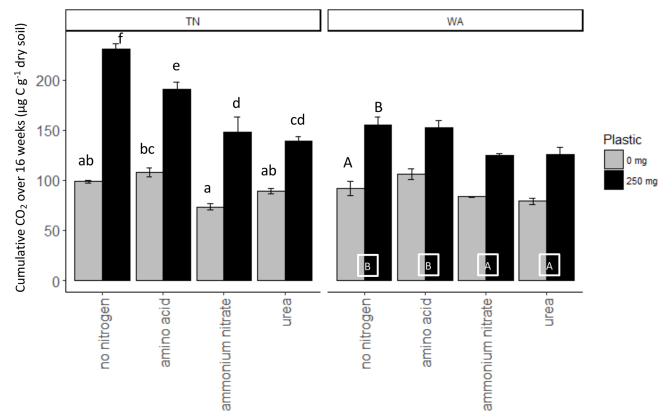 TN
WA
Cumulative CO₂ over 16 weeks (µg C g⁻¹ dry soil)
200
150
100
50
0
f
e
d
cd
ab
bc
a
ab
B
A
B
B
A
A
no nitrogen
amino acid
ammonium nitrate
urea
no nitrogen
amino acid
ammonium nitrate
urea
Plastic
0 mg
250 mg